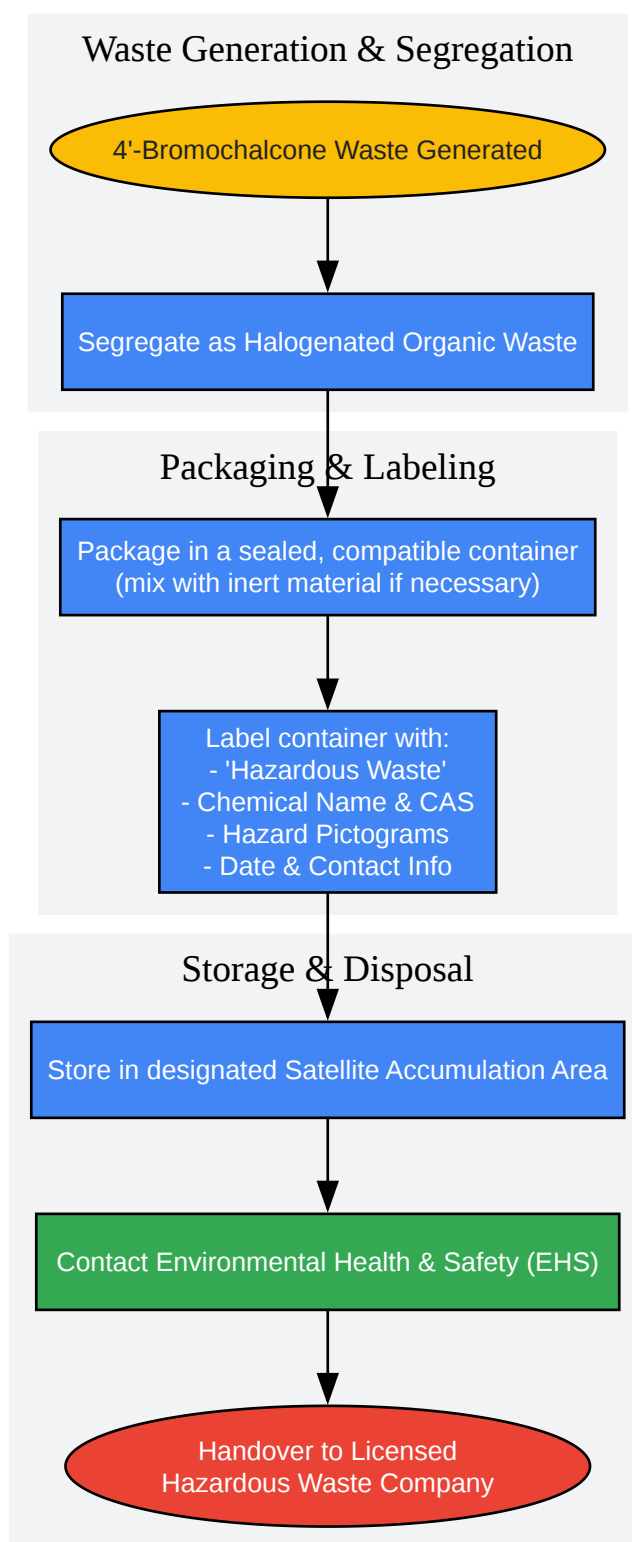 Waste Generation & Segregation
4'-Bromochalcone Waste Generated
Segregate as Halogenated Organic Waste
Packaging & Labeling
Package in a sealed, compatible container
(mix with inert material if necessary)
Label container with:
- 'Hazardous Waste'
- Chemical Name & CAS
- Hazard Pictograms
- Date & Contact Info
Storage & Disposal
Store in designated Satellite Accumulation Area
Contact Environmental Health & Safety (EHS)
Handover to Licensed
Hazardous Waste Company